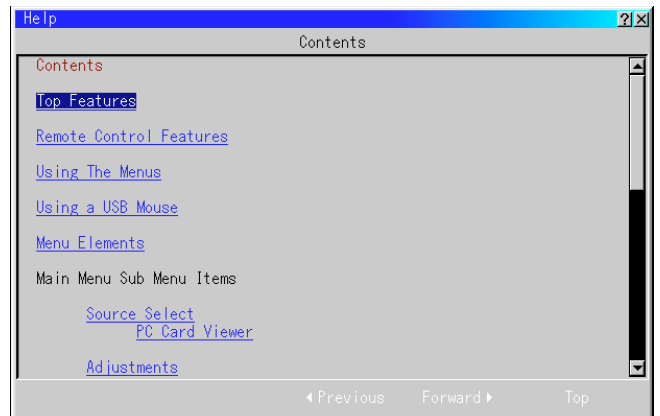 Help
Contents
Contents
Top Features
Remote Control Features
Using The Menus
Using a USB Mouse
Menu Elements
Main Menu Sub Menu Items
Source Select
PC Card Viewer
Adjustments
Previous Forward Top